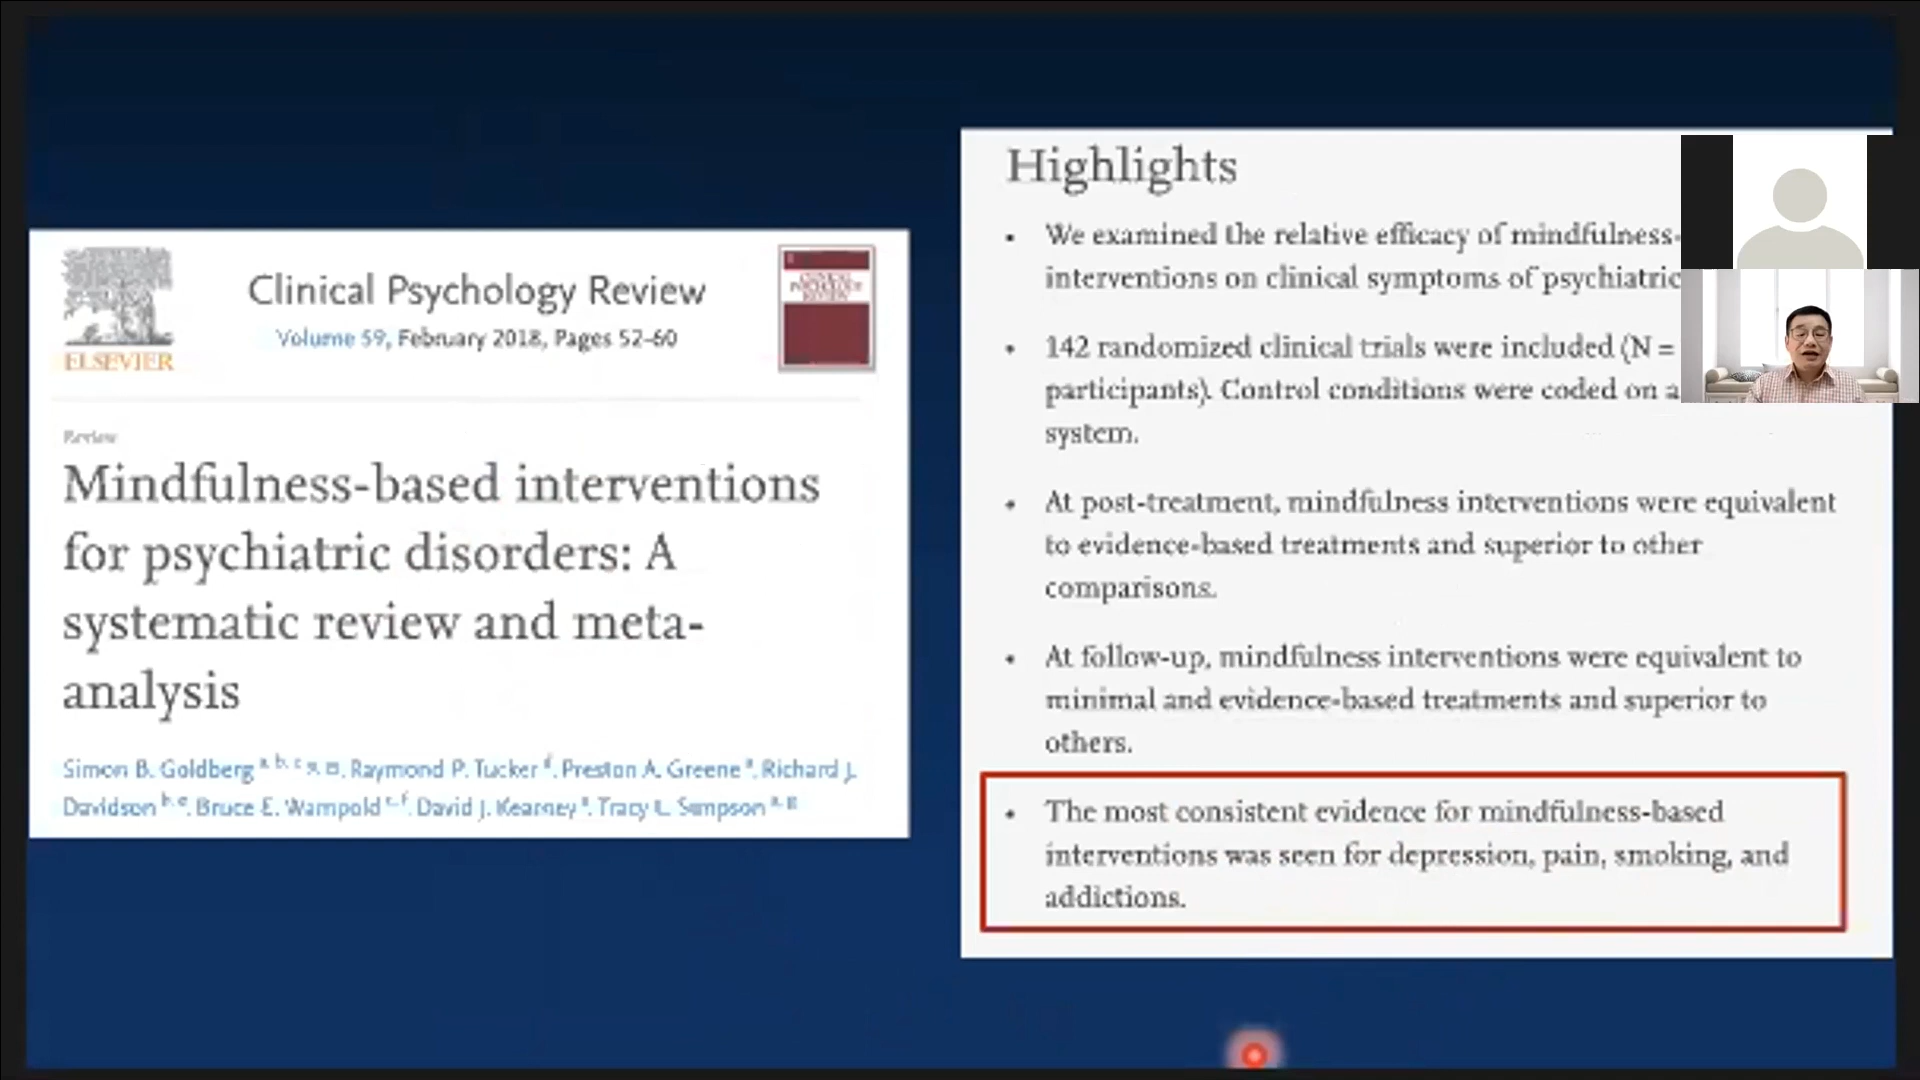 ELSEVIER
Clinical Psychology Review
Volume 59, February 2018, Pages 52-60
CLINICAL
PSYCHOLOGY
REVIEW
Review
Mindfulness-based interventions
for psychiatric disorders: A
systematic review and meta-
analysis
Simon B. Goldberg, Raymond P. Tucker, Preston A. Greene, Richard J.
Davidson, Bruce E. Wampold, David J. Kearney, Tracy L. Simpson
Highlights
• We examined the relative efficacy of mindfulness-
interventions on clinical symptoms of psychiatric
• 142 randomized clinical trials were included (N =
participants). Control conditions were coded on a
system.
• At post-treatment, mindfulness interventions were equivalent
to evidence-based treatments and superior to other
comparisons.
• At follow-up, mindfulness interventions were equivalent to
minimal and evidence-based treatments and superior to
others.
• The most consistent evidence for mindfulness-based
interventions was seen for depression, pain, smoking, and
addictions.